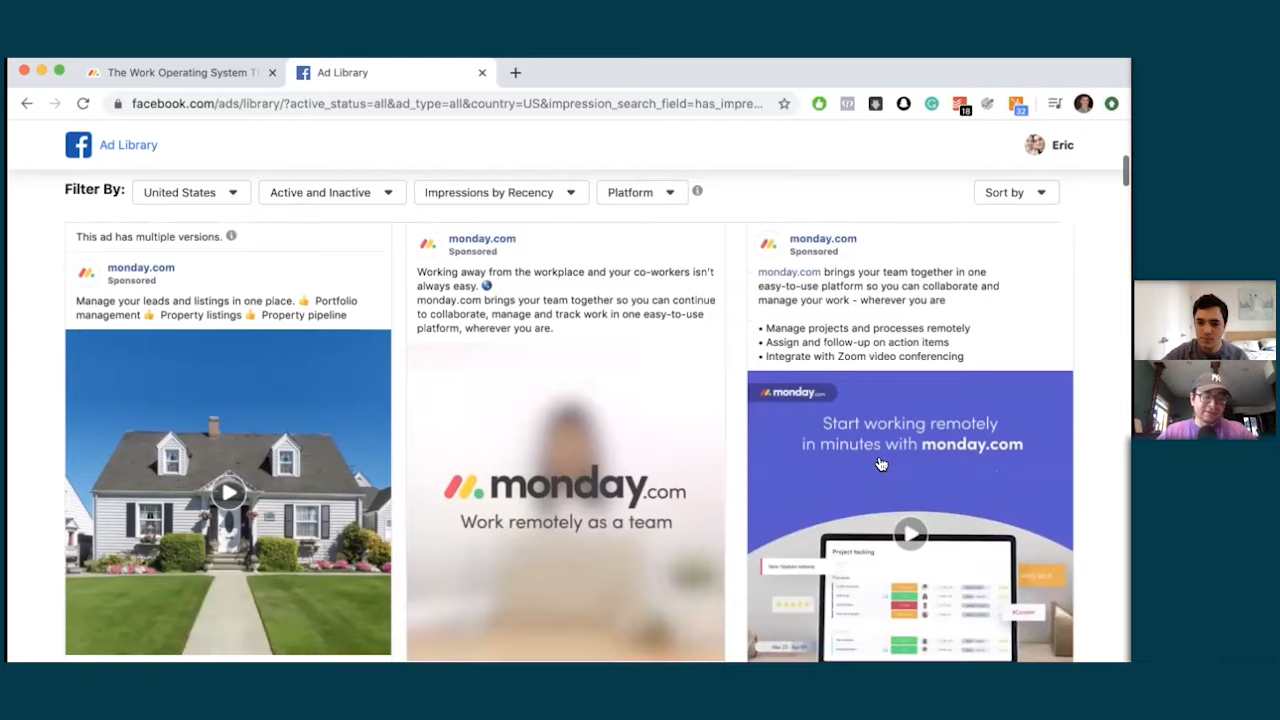 The Work Operating System T
Ad Library
facebook.com/ads/library/?active_status=all&ad_type=all&country=US&impression_search_field=has_impre...
18
32
Ad Library
Eric
Filter By:
United States
Active and Inactive
Impressions by Recency
Platform
Sort by
This ad has multiple versions.
monday.com
Sponsored
Manage your leads and listings in one place. 👍 Portfolio
management 👍 Property listings 👍 Property pipeline
monday.com
Sponsored
Working away from the workplace and your co-workers isn't
always easy. 🌎
monday.com brings your team together so you can continue
to collaborate, manage and track work in one easy-to-use
platform, wherever you are.
monday.com
Work remotely as a team
monday.com
Sponsored
monday.com brings your team together in one
easy-to-use platform so you can collaborate and
manage your work - wherever you are
• Manage projects and processes remotely
• Assign and follow-up on action items
• Integrate with Zoom video conferencing
monday.com
Start working remotely
in minutes with monday.com
Project tracking